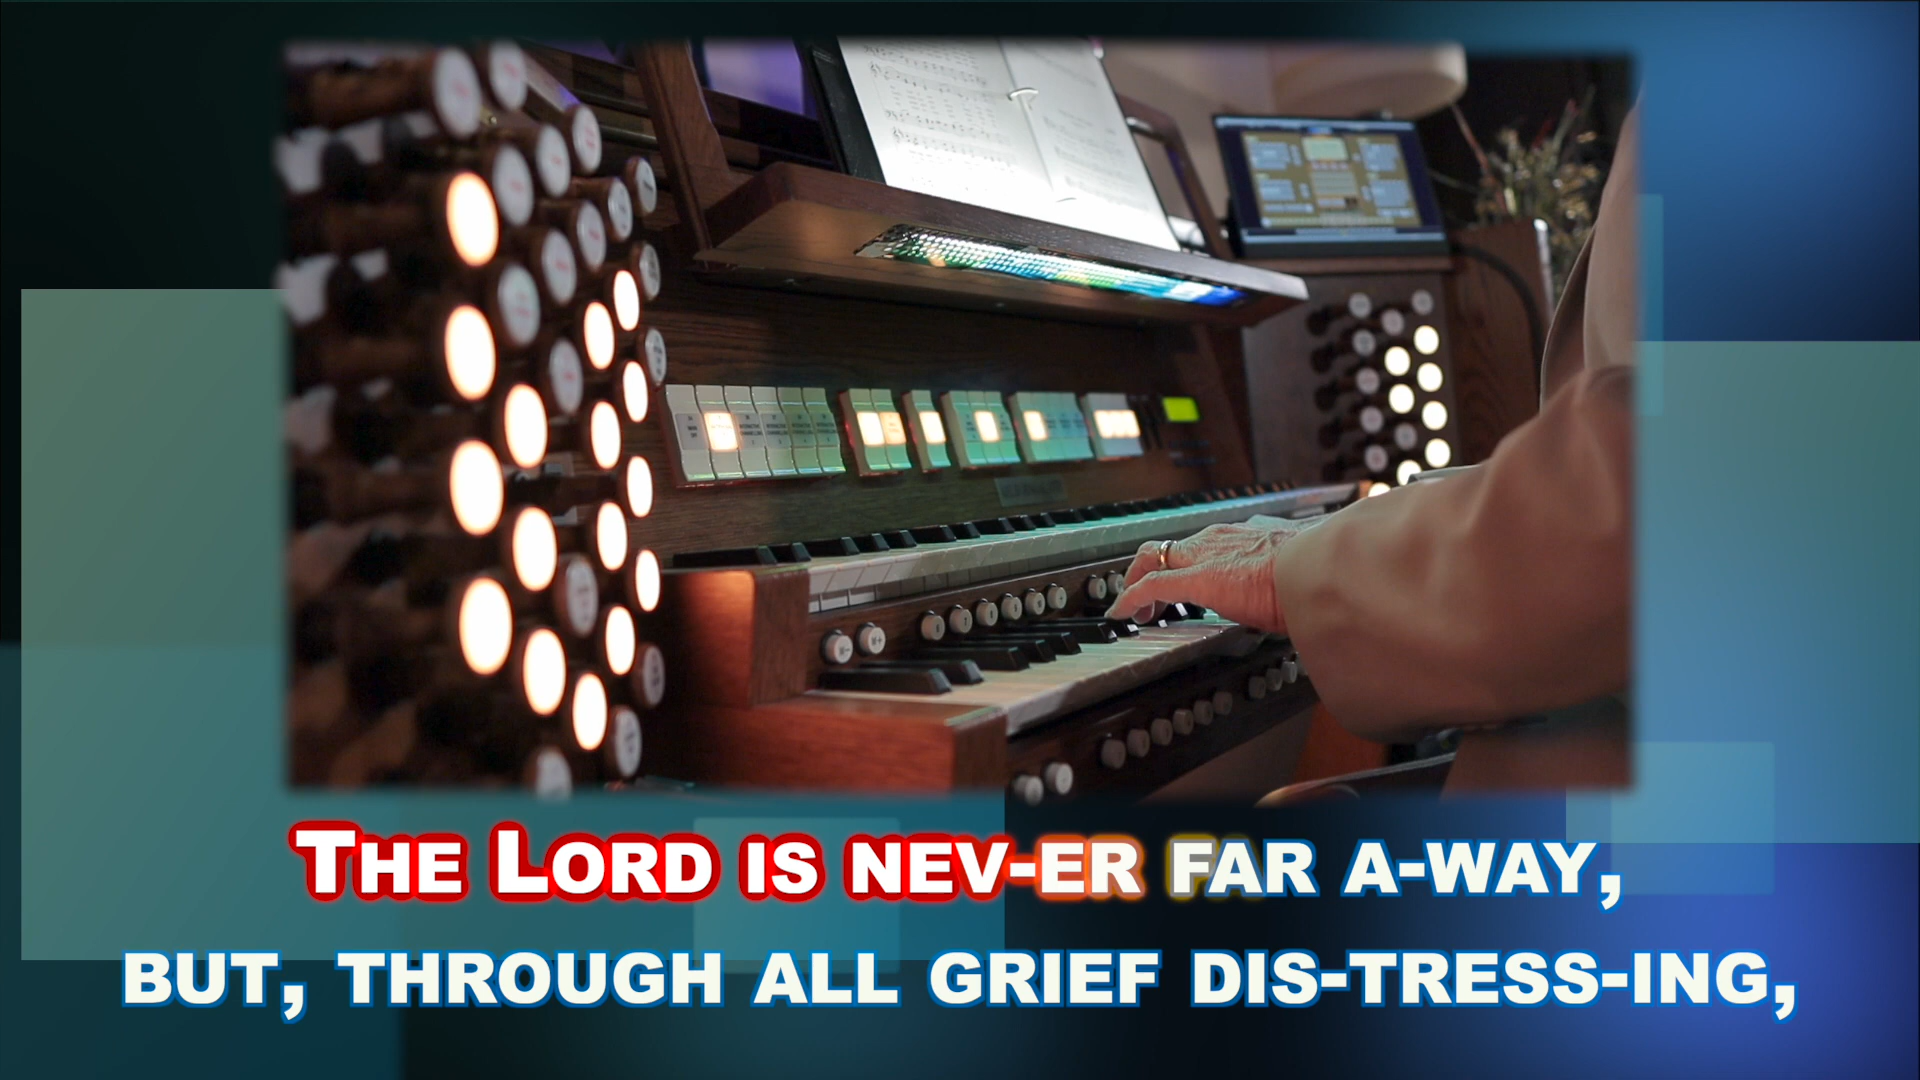 The Lord is nev-er far a-way,
but, through all grief dis-tress-ing,